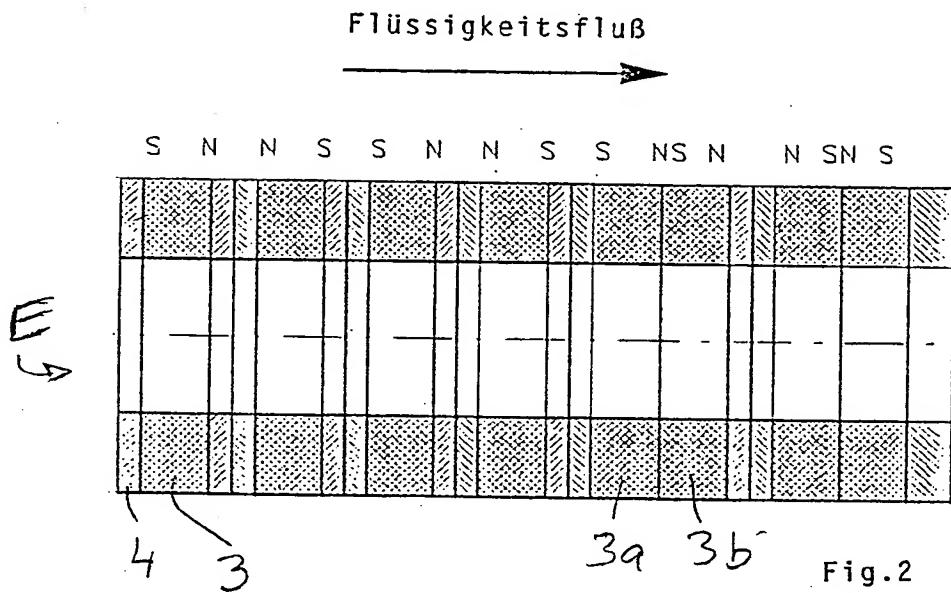 Flüssigkeitsfluß
S N N S S N N S S NS N N SN S
E
4 3 3a 3b
Fig.2